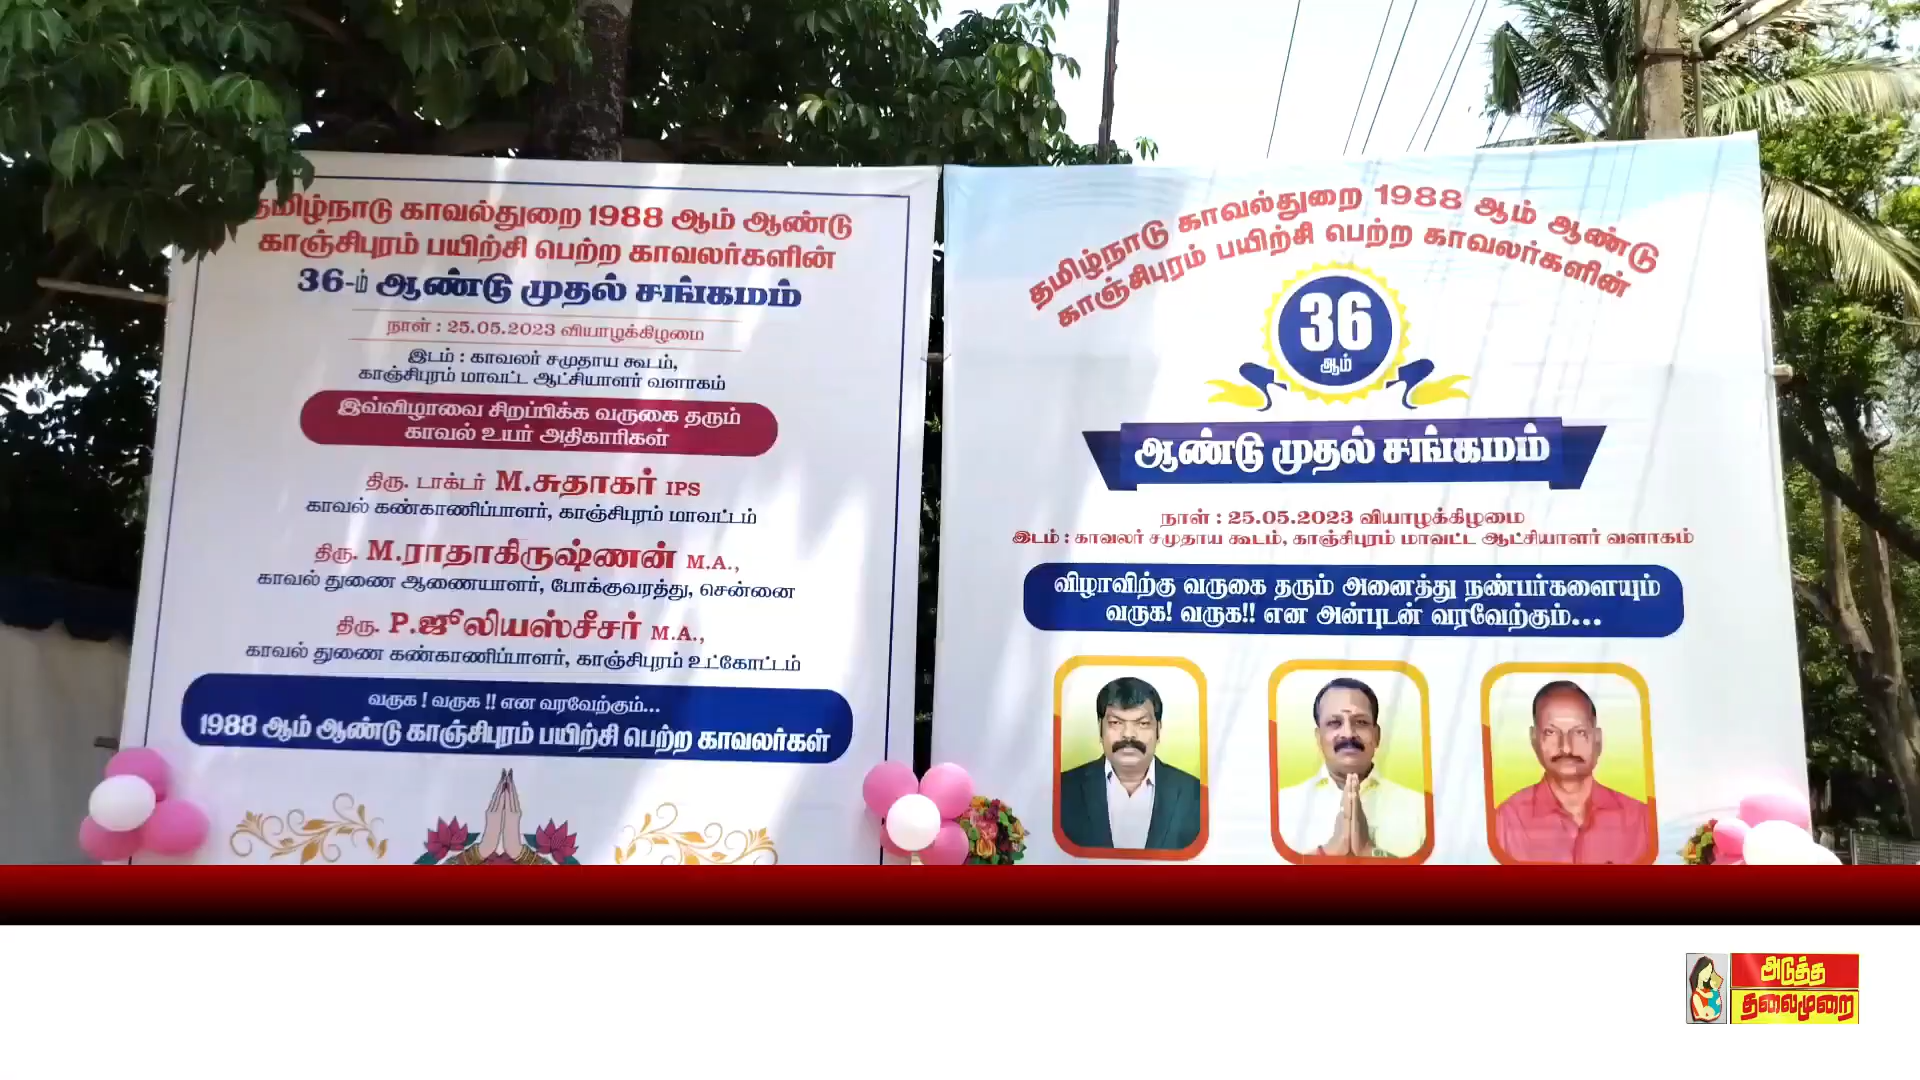 தமிழ்நாடு காவல்துறை 1988 ஆம் ஆண்டு
காஞ்சிபுரம் பயிற்சி பெற்ற காவலர்களின்
36-ம் ஆண்டு முதல் சங்கமம்
நாள் : 25.05.2023 வியாழக்கிழமை
இடம் : காவலர் சமுதாய கூடம்,
காஞ்சிபுரம் மாவட்ட ஆட்சியாளர் வளாகம்
இவ்விழாவை சிறப்பிக்க வருகை தரும்
காவல் உயர் அதிகாரிகள்
திரு. டாக்டர் M.சுதாகர் IPS
காவல் கண்காணிப்பாளர், காஞ்சிபுரம் மாவட்டம்
திரு. M.ராதாகிருஷ்ணன் M.A.,
காவல் துணை ஆணையாளர், போக்குவரத்து, சென்னை
திரு. P.ஜூலியஸ்சீசர் M.A.,
காவல் துணை கண்காணிப்பாளர், காஞ்சிபுரம் உட்கோட்டம்
வருக ! வருக !! என வரவேற்கும்...
1988 ஆம் ஆண்டு காஞ்சிபுரம் பயிற்சி பெற்ற காவலர்கள்
தமிழ்நாடு காவல்துறை 1988 ஆம் ஆண்டு
காஞ்சிபுரம் பயிற்சி பெற்ற காவலர்களின்
36
ஆம்
ஆண்டு முதல் சங்கமம்
நாள் : 25.05.2023 வியாழக்கிழமை
இடம் : காவலர் சமுதாய கூடம், காஞ்சிபுரம் மாவட்ட ஆட்சியாளர் வளாகம்
விழாவிற்கு வருகை தரும் அனைத்து நண்பர்களையும்
வருக! வருக!! என அன்புடன் வரவேற்கும்...
அடுத்த
தலைமுறை